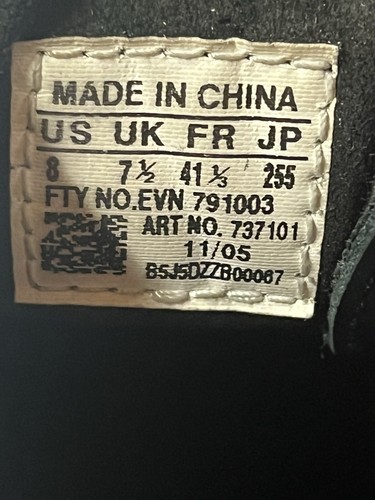 MADE IN CHINA
US UK FR JP
8 7½ 41⅓ 255
FTY NO.EVN 791003
ART NO. 737101
11/05
B5J5DZZB00067